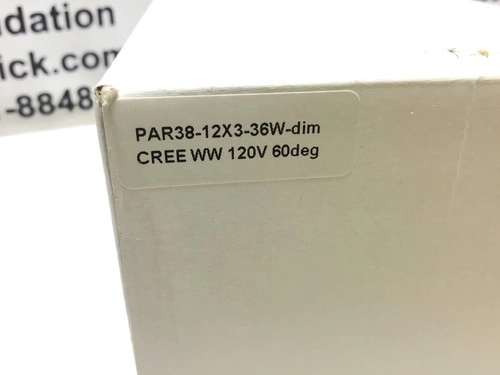 dation
ick.com
-8848
PAR38-12X3-36W-dim
CREE WW 120V 60deg